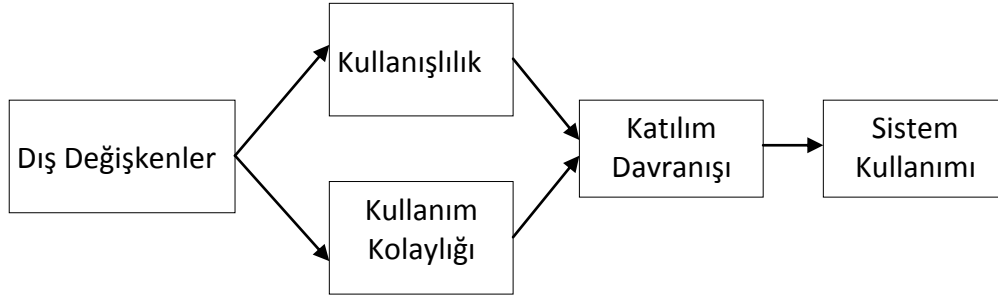 Dış Değişkenler
Kullanışlılık
Kullanım
Kolaylığı
Katılım
Davranışı
Sistem
Kullanımı